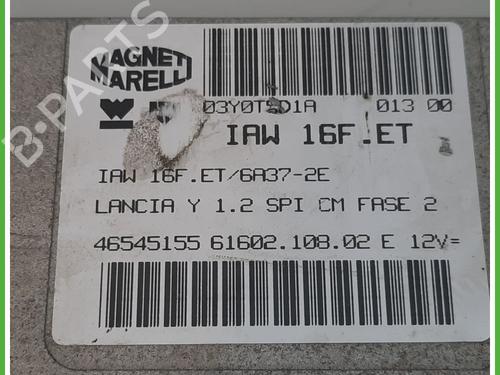 MAGNETI
MARELLI
013 00
IAW 16F.ET
IAW 16F.ET/6A37-2E
LANCIA Y 1.2 SPI CM FASE 2
46545155 61602.108.02 E 12V=
B-PARTS